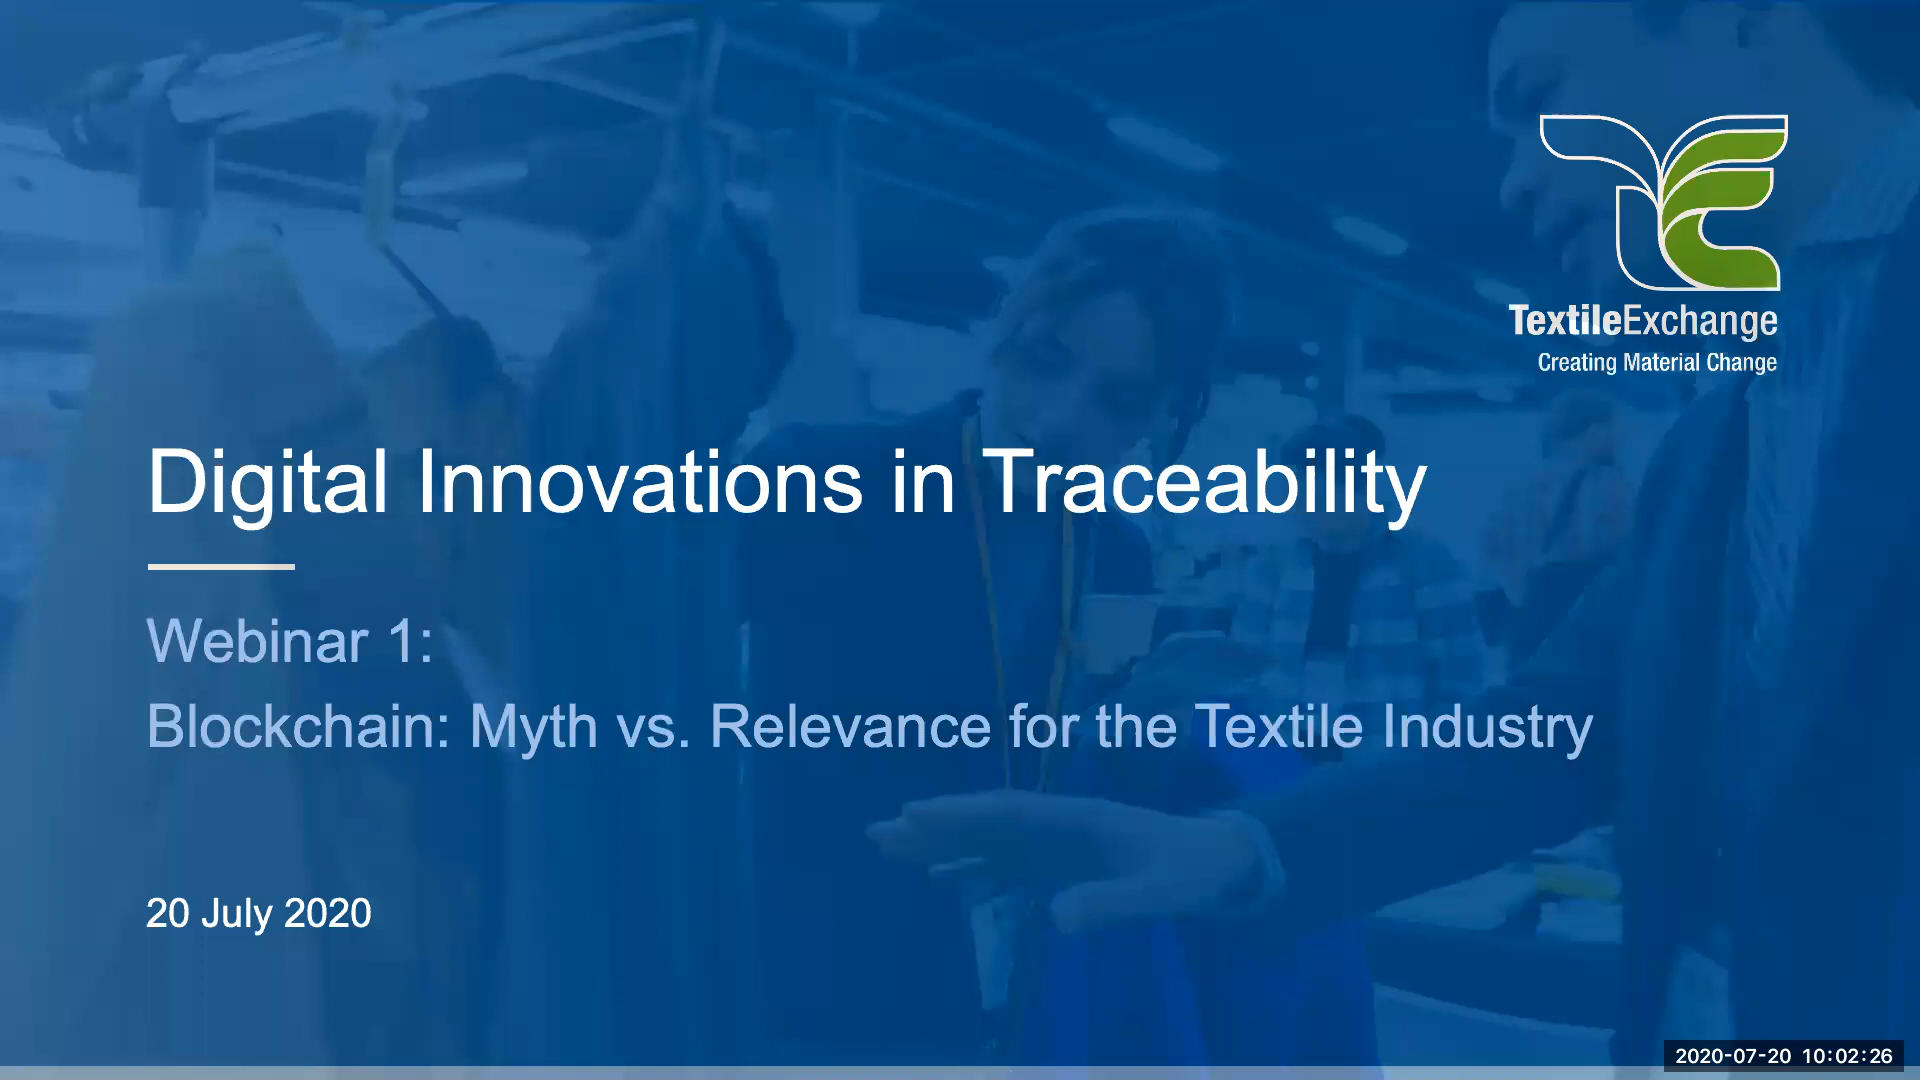 TextileExchange
Creating Material Change
Digital Innovations in Traceability
Webinar 1:
Blockchain: Myth vs. Relevance for the Textile Industry
20 July 2020
2020-07-20 10:02:26